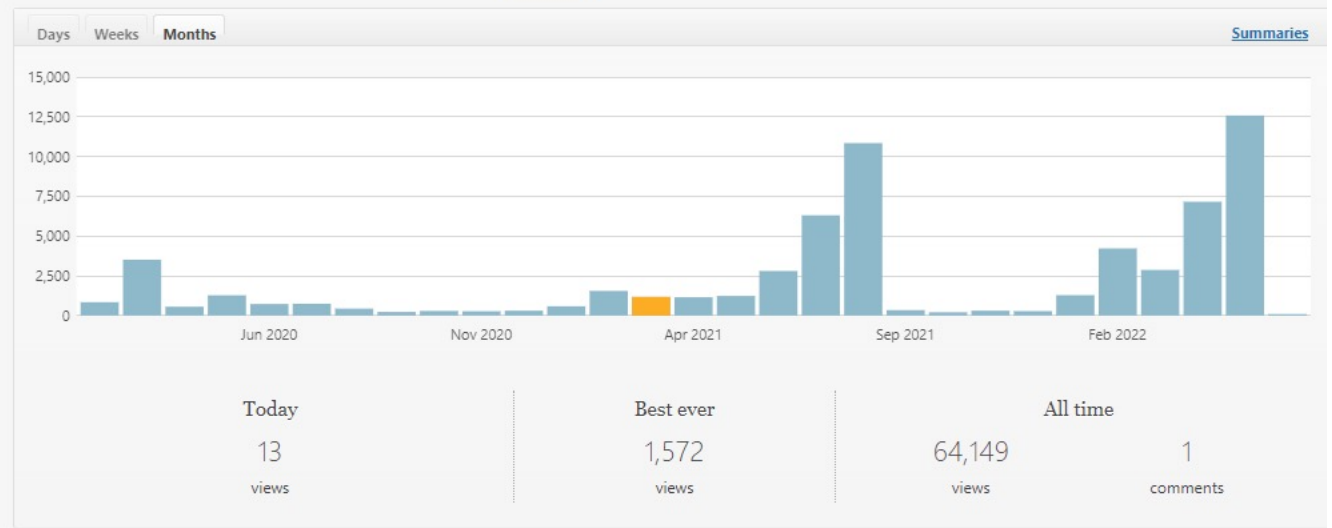 Days Weeks Months Summaries
15,000
12,500
10,000
7,500
5,000
2,500
0
Jun 2020 Nov 2020 Apr 2021 Sep 2021 Feb 2022
Today Best ever All time
13 1,572 64,149 1
views views views comments